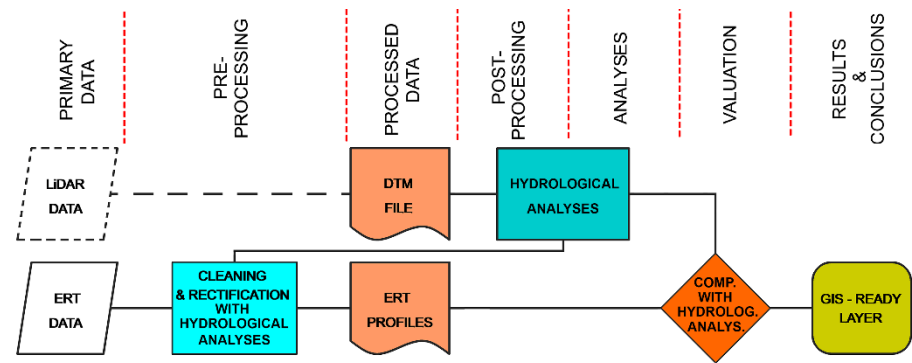 PRIMARY
DATA
PRE-
PROCESSING
PROCESSED
DATA
POST-
PROCESSING
ANALYSES
VALUATION
RESULTS
&
CONCLUSIONS
LiDAR
DATA
DTM
FILE
HYDROLOGICAL
ANALYSES
ERT
DATA
CLEANING
& RECTIFICATION
WITH
HYDROLOGICAL
ANALYSES
ERT
PROFILES
COMP.
WITH
HYDROLOG.
ANALYS.
GIS - READY
LAYER